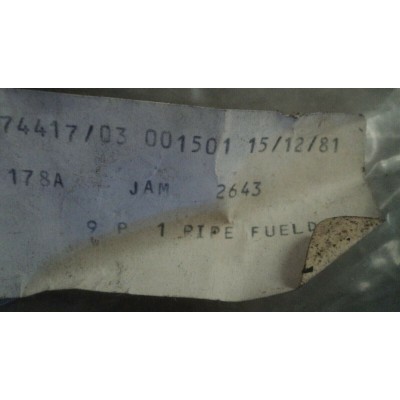 74417/03 001501 15/12/81
178A JAM 2643
9 P 1 PIPE FUEL